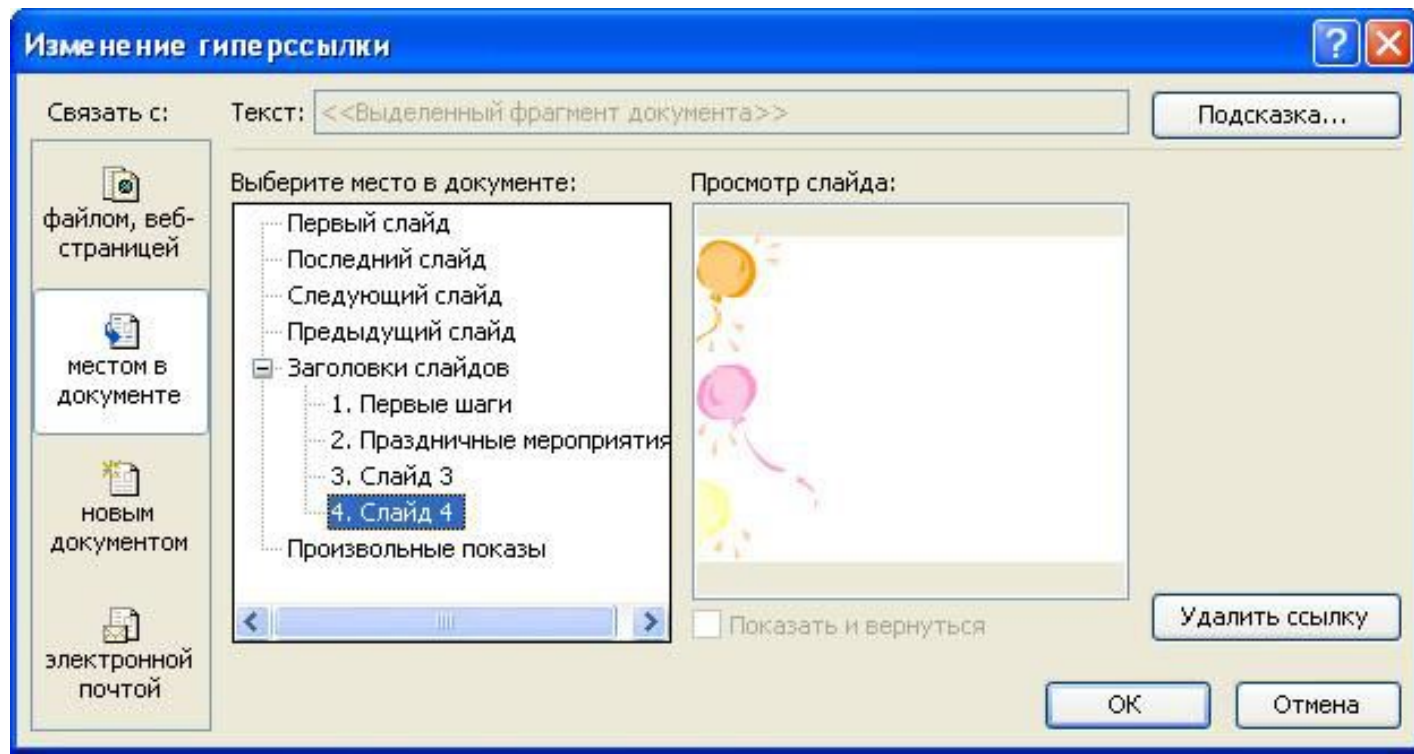 Изменение гиперссылки
Связать с:
Текст: <<Выделенный фрагмент документа>>
Подсказка...
файлом, веб-
страницей
местом в
документе
новым
документом
электронной
почтой
Выберите место в документе:
Первый слайд
Последний слайд
Следующий слайд
Предыдущий слайд
Заголовки слайдов
1. Первые шаги
2. Праздничные мероприятия
3. Слайд 3
4. Слайд 4
Произвольные показы
Просмотр слайда:
Показать и вернуться
Удалить ссылку
ОК
Отмена